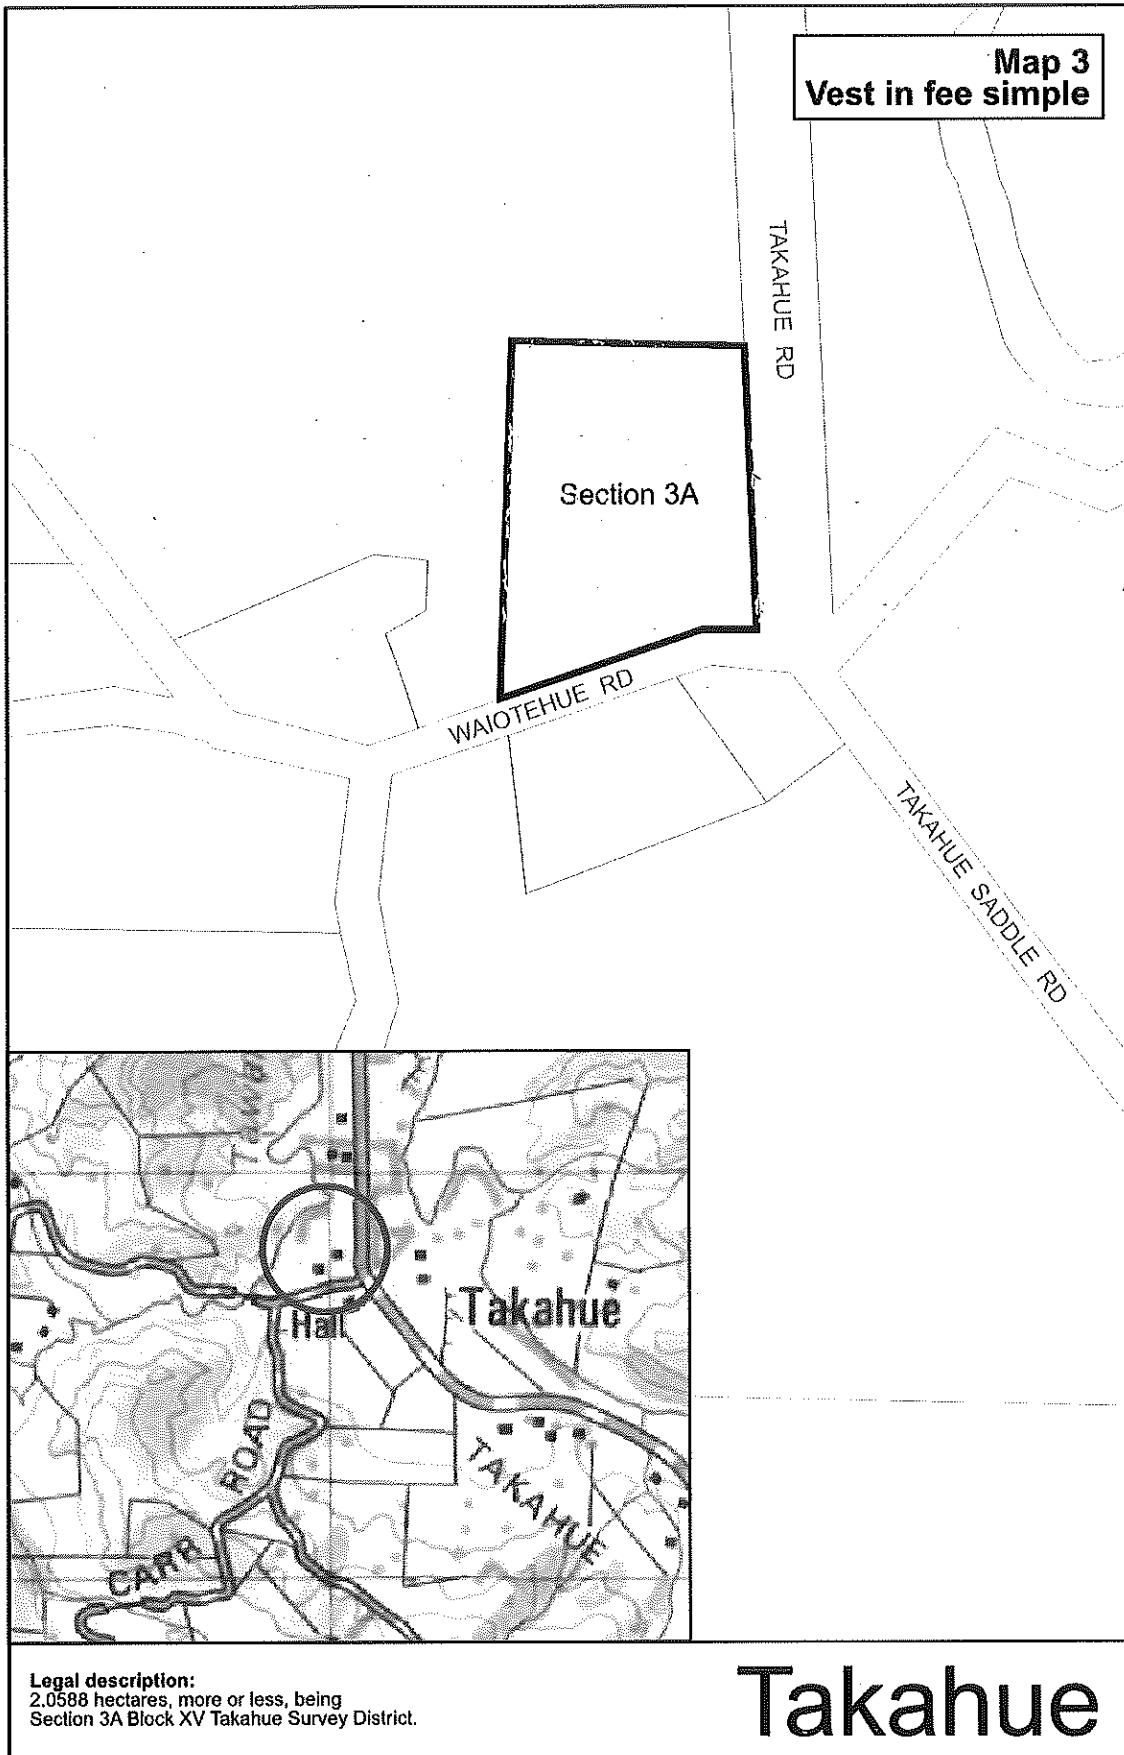 Map 3
Vest in fee simple
TAKAHUE RD
Section 3A
WAIOTEHUE RD
TAKAHUE SADDLE RD
Takahue
Hall
ROAD
CARR
TAKAHUE
Legal description:
2.0588 hectares, more or less, being
Section 3A Block XV Takahue Survey District.
Takahue